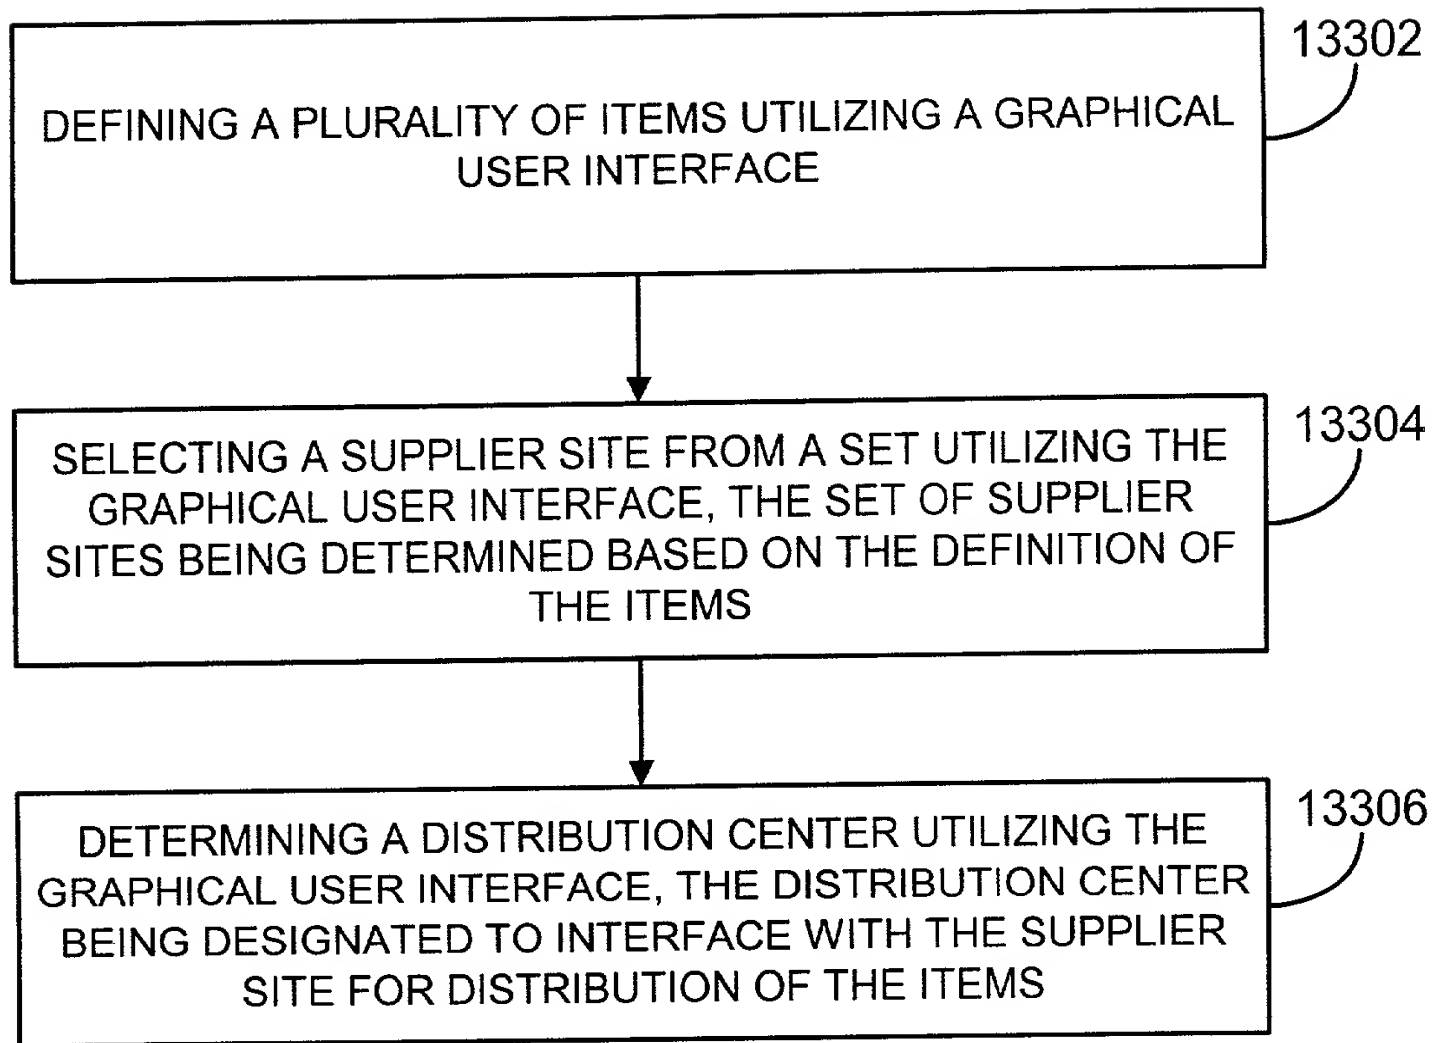 13302
DEFINING A PLURALITY OF ITEMS UTILIZING A GRAPHICAL
USER INTERFACE
13304
SELECTING A SUPPLIER SITE FROM A SET UTILIZING THE
GRAPHICAL USER INTERFACE, THE SET OF SUPPLIER
SITES BEING DETERMINED BASED ON THE DEFINITION OF
THE ITEMS
13306
DETERMINING A DISTRIBUTION CENTER UTILIZING THE
GRAPHICAL USER INTERFACE, THE DISTRIBUTION CENTER
BEING DESIGNATED TO INTERFACE WITH THE SUPPLIER
SITE FOR DISTRIBUTION OF THE ITEMS